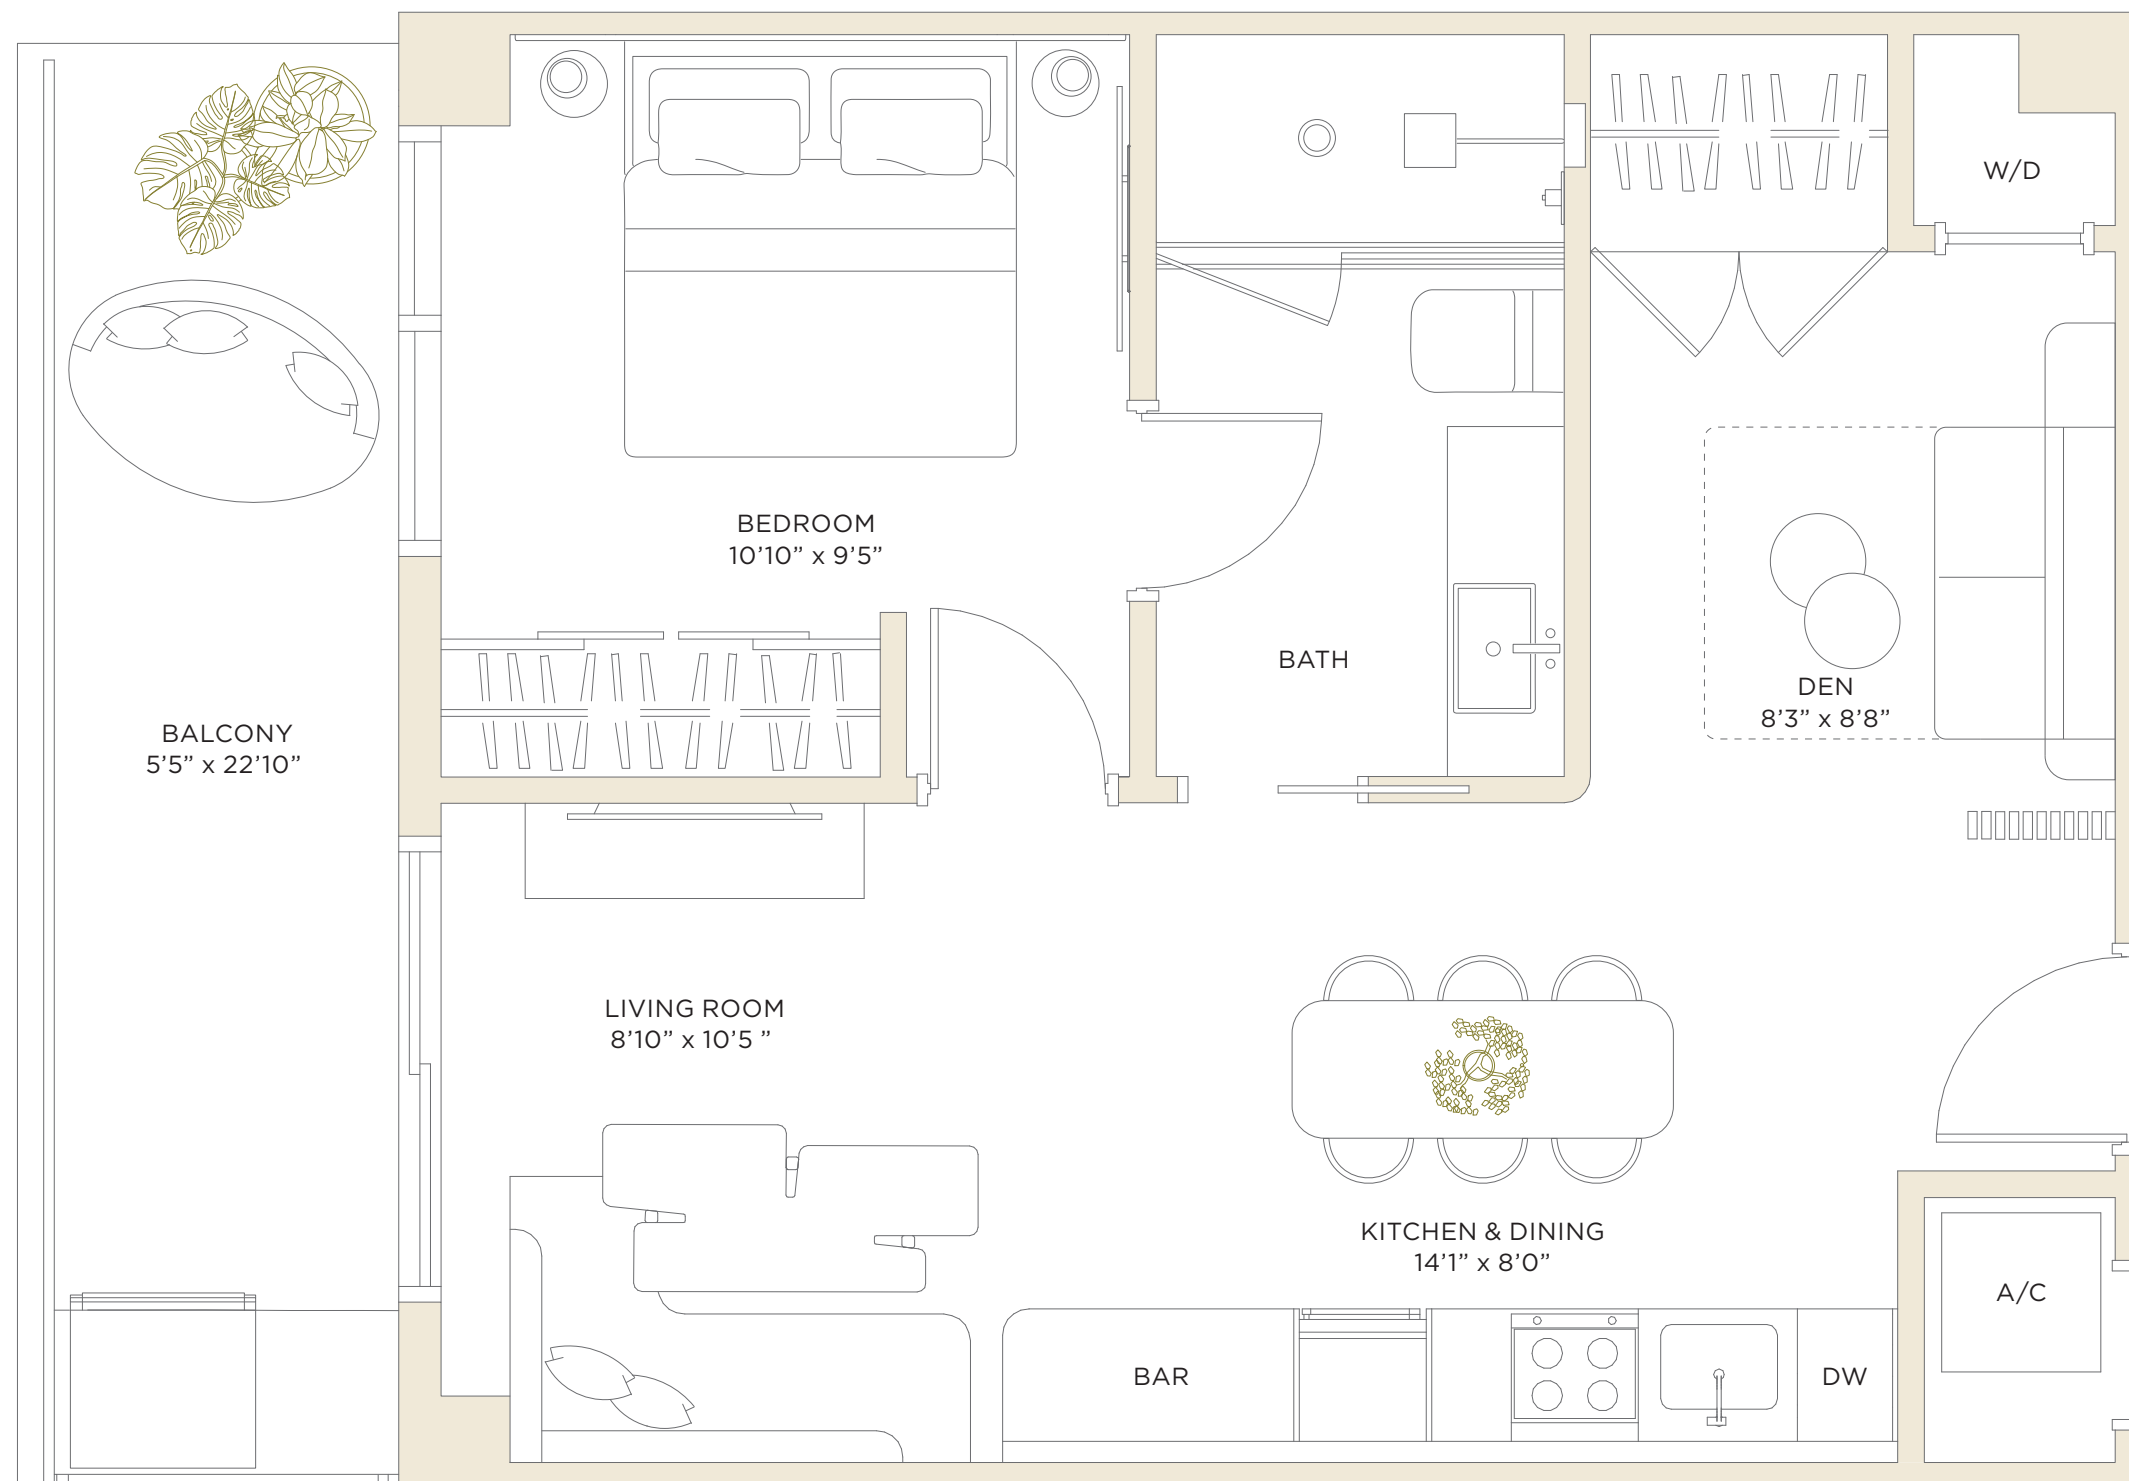 W/D
BEDROOM
10’10” x 9’5”
BATH
DEN
8’3” x 8’8”
BALCONY
5’5” x 22’10”
LIVING ROOM
8’10” x 10’5 ”
KITCHEN & DINING
14’1” x 8’0”
A/C
BAR
DW